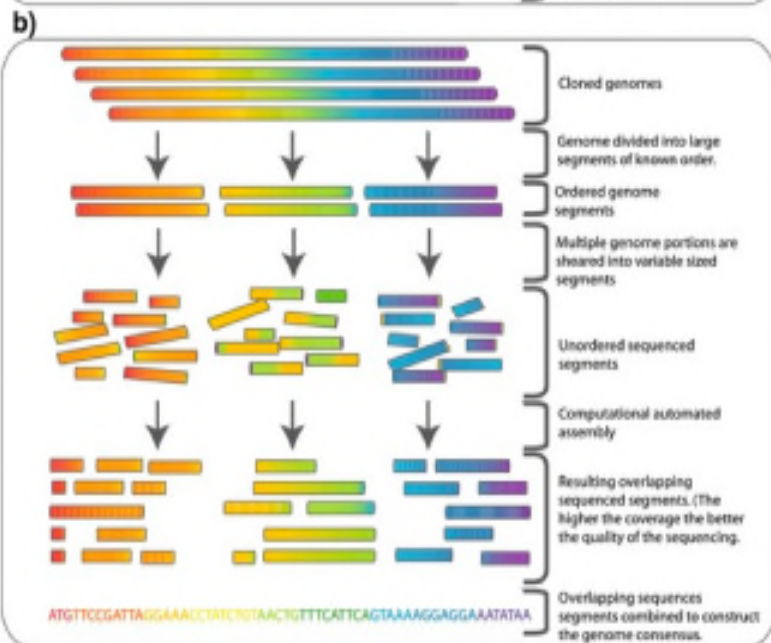 b)
Cloned genomes
Genome divided into large
segments of known order.
Ordered genome
segments
Multiple genome portions are
sheared into variable sized
segments
Unordered sequenced
segments
Computational automated
assembly
Resulting overlapping
sequenced segments. (The
higher the coverage the better
the quality of the sequencing.
ATGTTCCGATTAGGAAACCTATCTGTAACTGTTTCATTCAGTAAAAGGAGGAAATATAA
Overlapping sequences
segments combined to construct
the genome consensus.